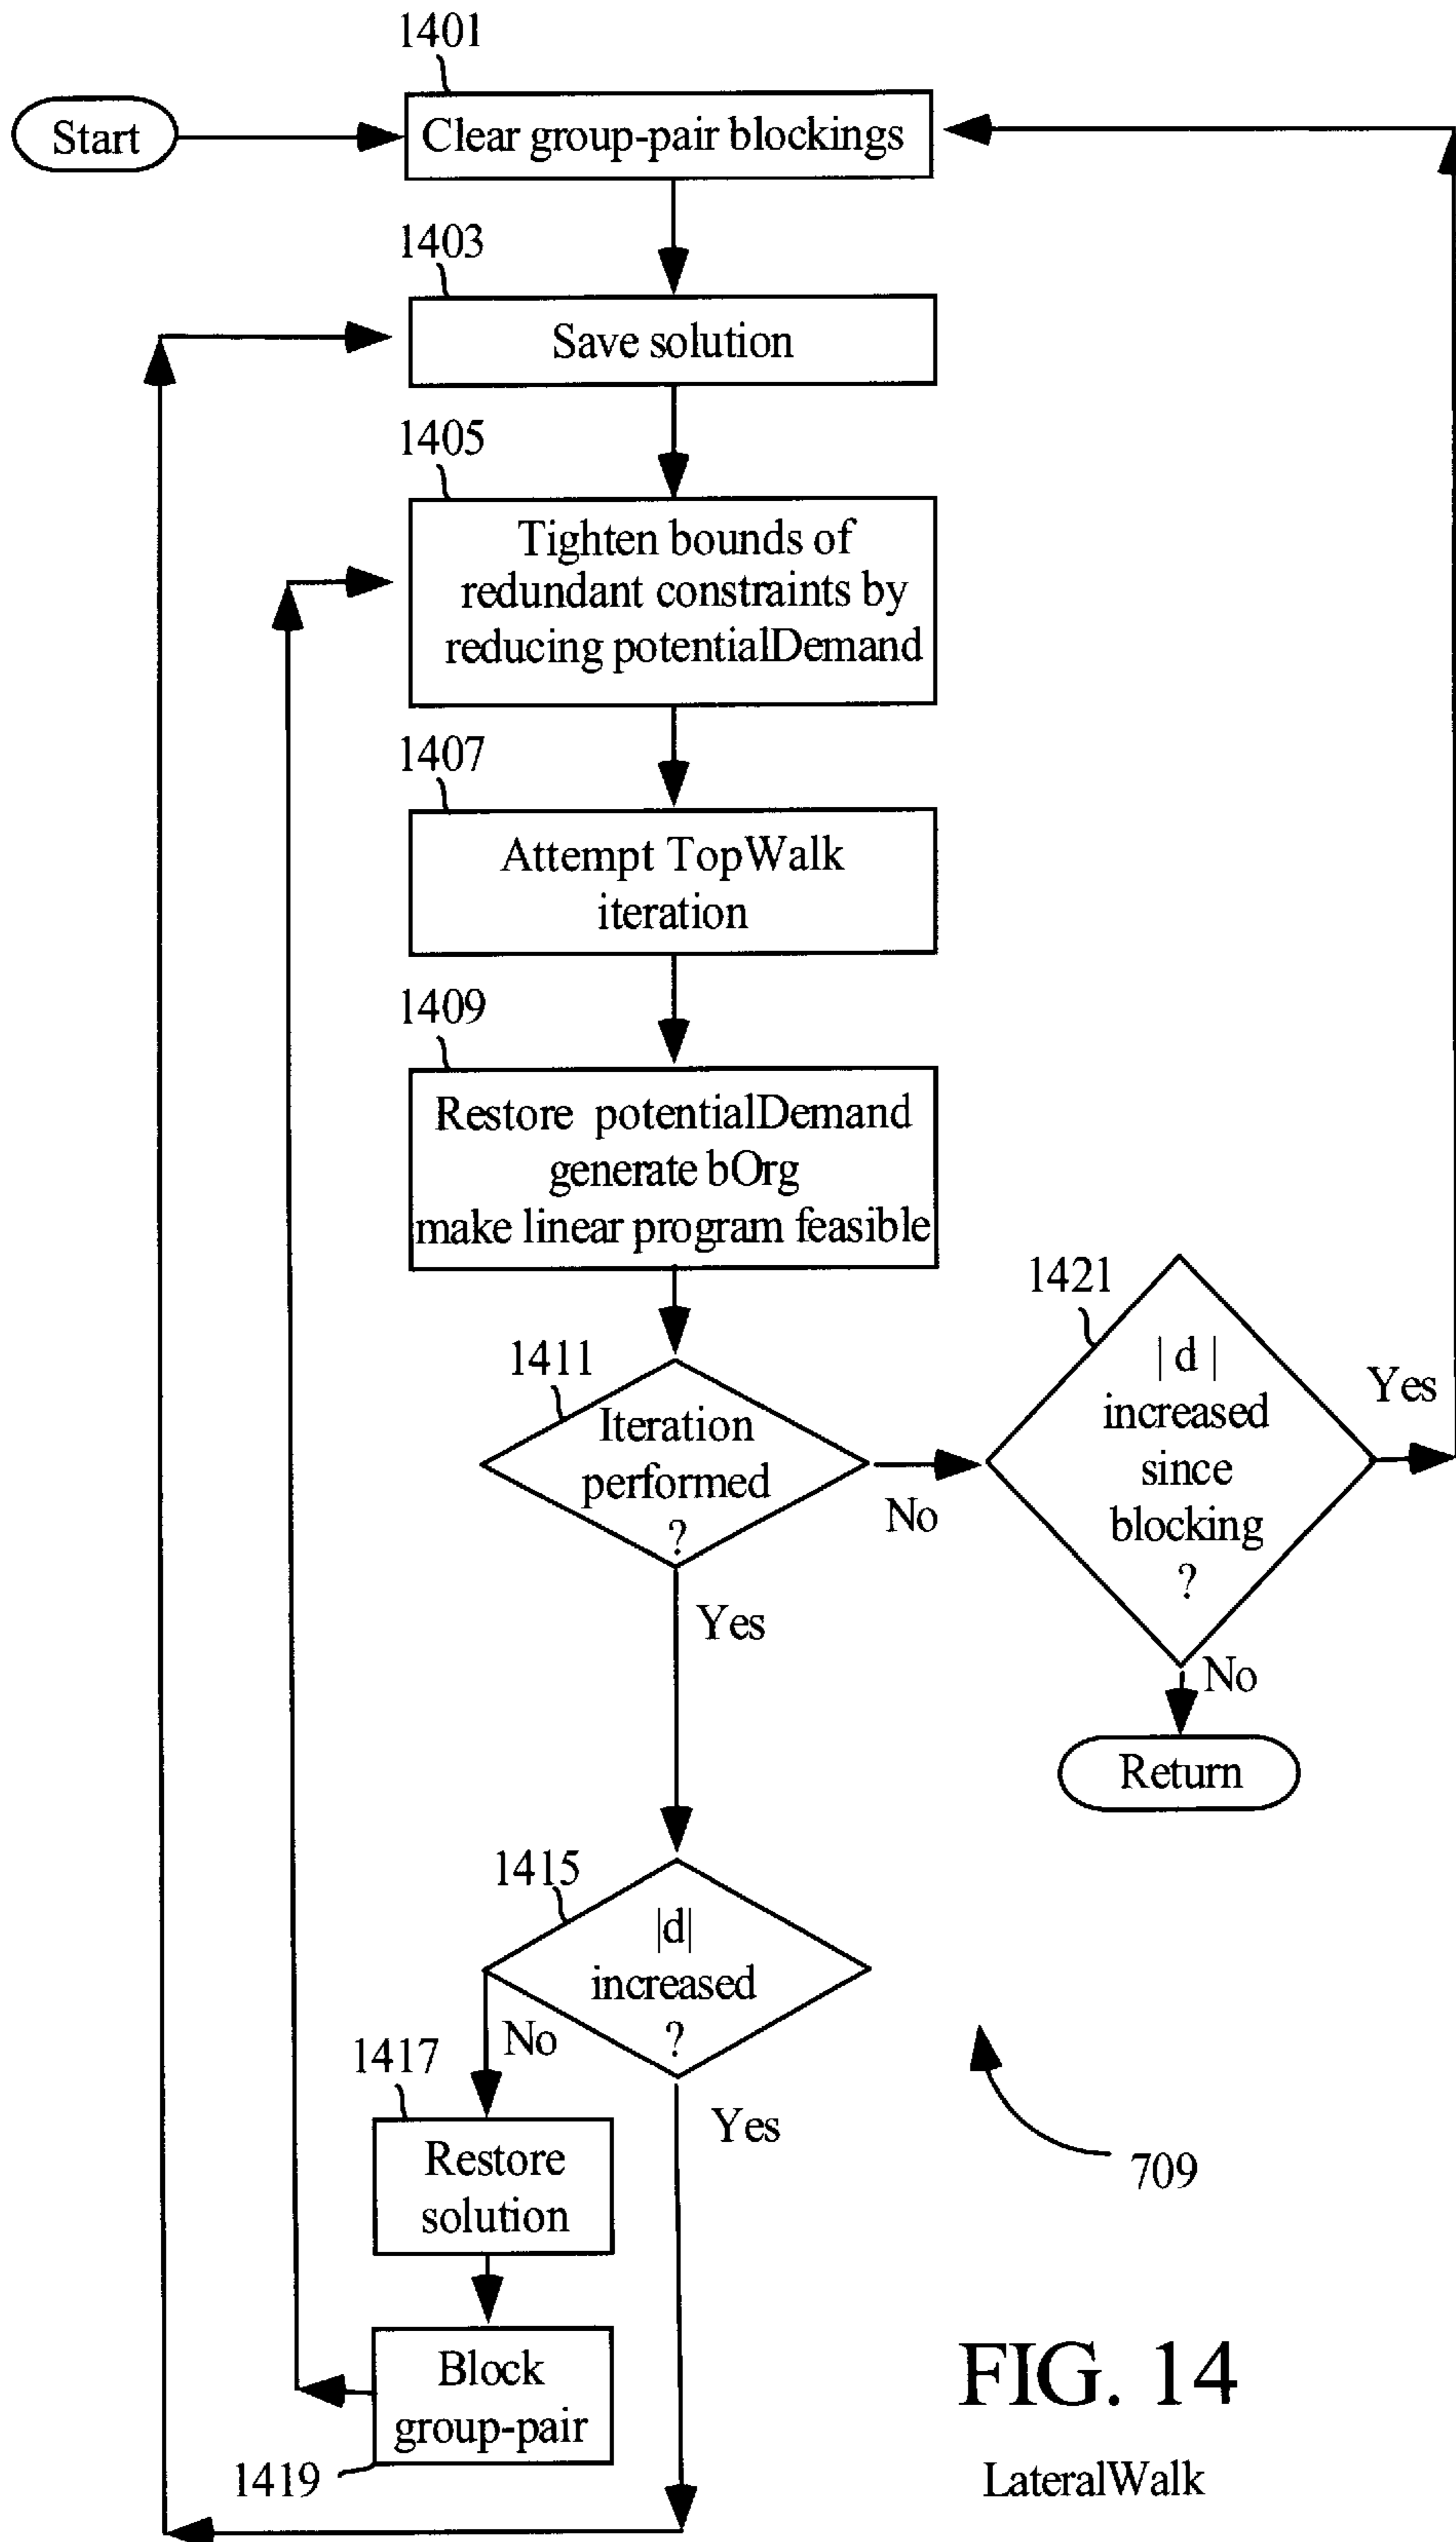 1401
Start
Clear group-pair blockings
1403
Save solution
1405
Tighten bounds of
redundant constraints by
reducing potentialDemand
1407
Attempt TopWalk
iteration
1409
Restore potentialDemand
generate bOrg
make linear program feasible
1411
Iteration
performed
?
No
Yes
1421
| d |
increased
since
blocking
?
Yes
No
Return
1415
|d|
increased
?
No
Yes
1417
Restore
solution
Block
group-pair
1419
709
FIG. 14
LateralWalk